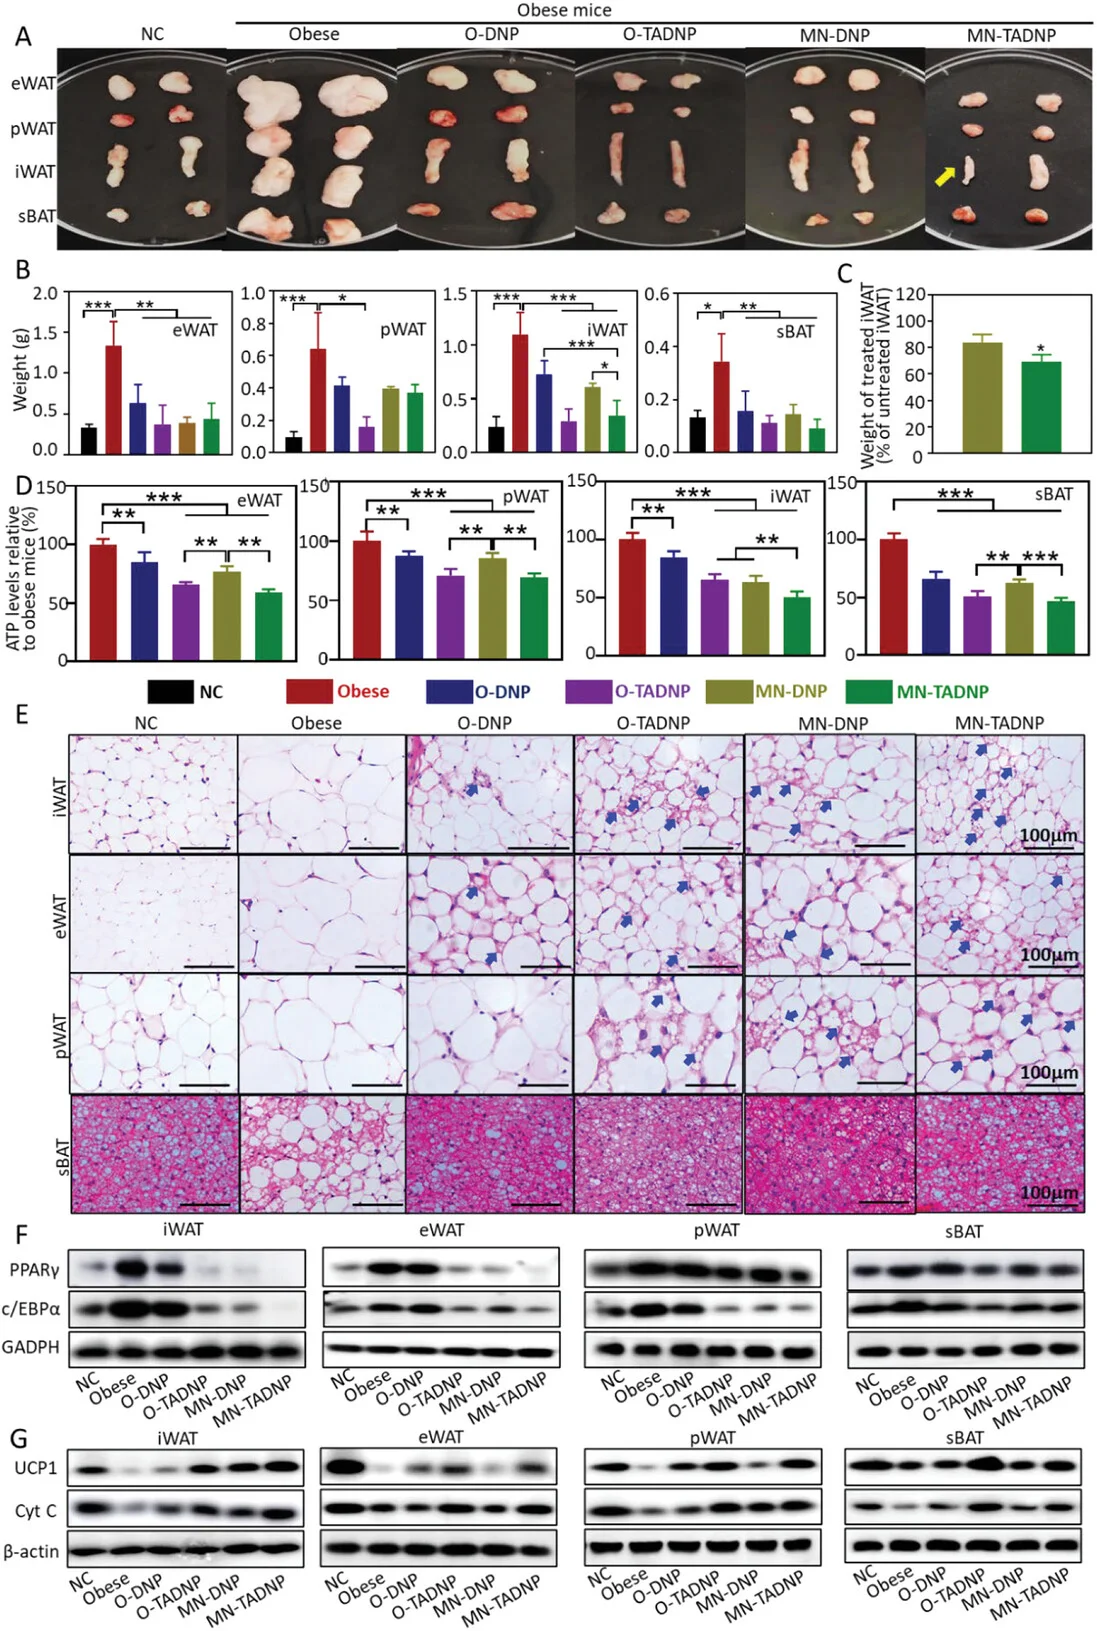 Obese mice
A NC Obese O-DNP O-TADNP MN-DNP MN-TADNP
eWAT
pWAT
iWAT
sBAT
B C
Weight (g)
2.0
1.5
1.0
0.5
0.0
*** **
eWAT
1.0
0.8
0.6
0.4
0.2
0.0
*** *
pWAT
1.5
1.0
0.5
0.0
*** ***
iWAT
***
*
0.6
0.4
0.2
0.0
* **
sBAT
Weight of treated iWAT
(% of untreated iWAT)
120
100
80
60
40
20
0
*
D
ATP levels relative
to obese mice (%)
150
100
50
0
*** eWAT
**
** **
150
100
50
0
*** pWAT
**
** **
150
100
50
0
*** iWAT
**
**
150
100
50
0
*** sBAT
** ***
NC Obese O-DNP O-TADNP MN-DNP MN-TADNP
E NC Obese O-DNP O-TADNP MN-DNP MN-TADNP
iWAT
100μm
eWAT
100μm
pWAT
100μm
sBAT
100μm
F iWAT eWAT pWAT sBAT
PPARγ
c/EBPα
GADPH
NC Obese O-DNP O-TADNP MN-DNP MN-TADNP
NC Obese O-DNP O-TADNP MN-DNP MN-TADNP
NC Obese O-DNP O-TADNP MN-DNP MN-TADNP
NC Obese O-DNP O-TADNP MN-DNP MN-TADNP
G iWAT eWAT pWAT sBAT
UCP1
Cyt C
β-actin
NC Obese O-DNP O-TADNP MN-DNP MN-TADNP
NC Obese O-DNP O-TADNP MN-DNP MN-TADNP
NC Obese O-DNP O-TADNP MN-DNP MN-TADNP
NC Obese O-DNP O-TADNP MN-DNP MN-TADNP